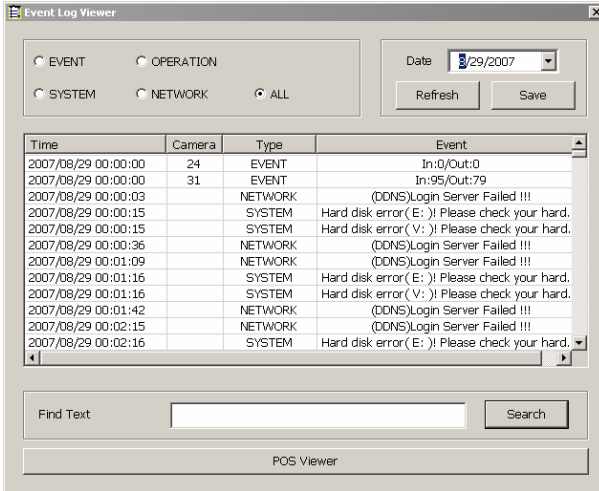 Event Log Viewer
EVENT OPERATION
SYSTEM NETWORK ALL
Date 8/29/2007
Refresh Save
Time Camera Type Event
2007/08/29 00:00:00 24 EVENT In:0/Out:0
2007/08/29 00:00:00 31 EVENT In:95/Out:79
2007/08/29 00:00:03 NETWORK (DDNS)Login Server Failed !!!
2007/08/29 00:00:15 SYSTEM Hard disk error( E: )! Please check your hard.
2007/08/29 00:00:15 SYSTEM Hard disk error( V: )! Please check your hard.
2007/08/29 00:00:36 NETWORK (DDNS)Login Server Failed !!!
2007/08/29 00:01:09 NETWORK (DDNS)Login Server Failed !!!
2007/08/29 00:01:16 SYSTEM Hard disk error( E: )! Please check your hard.
2007/08/29 00:01:16 SYSTEM Hard disk error( V: )! Please check your hard.
2007/08/29 00:01:42 NETWORK (DDNS)Login Server Failed !!!
2007/08/29 00:02:15 NETWORK (DDNS)Login Server Failed !!!
2007/08/29 00:02:16 SYSTEM Hard disk error( E: )! Please check your hard.
Find Text Search
POS Viewer